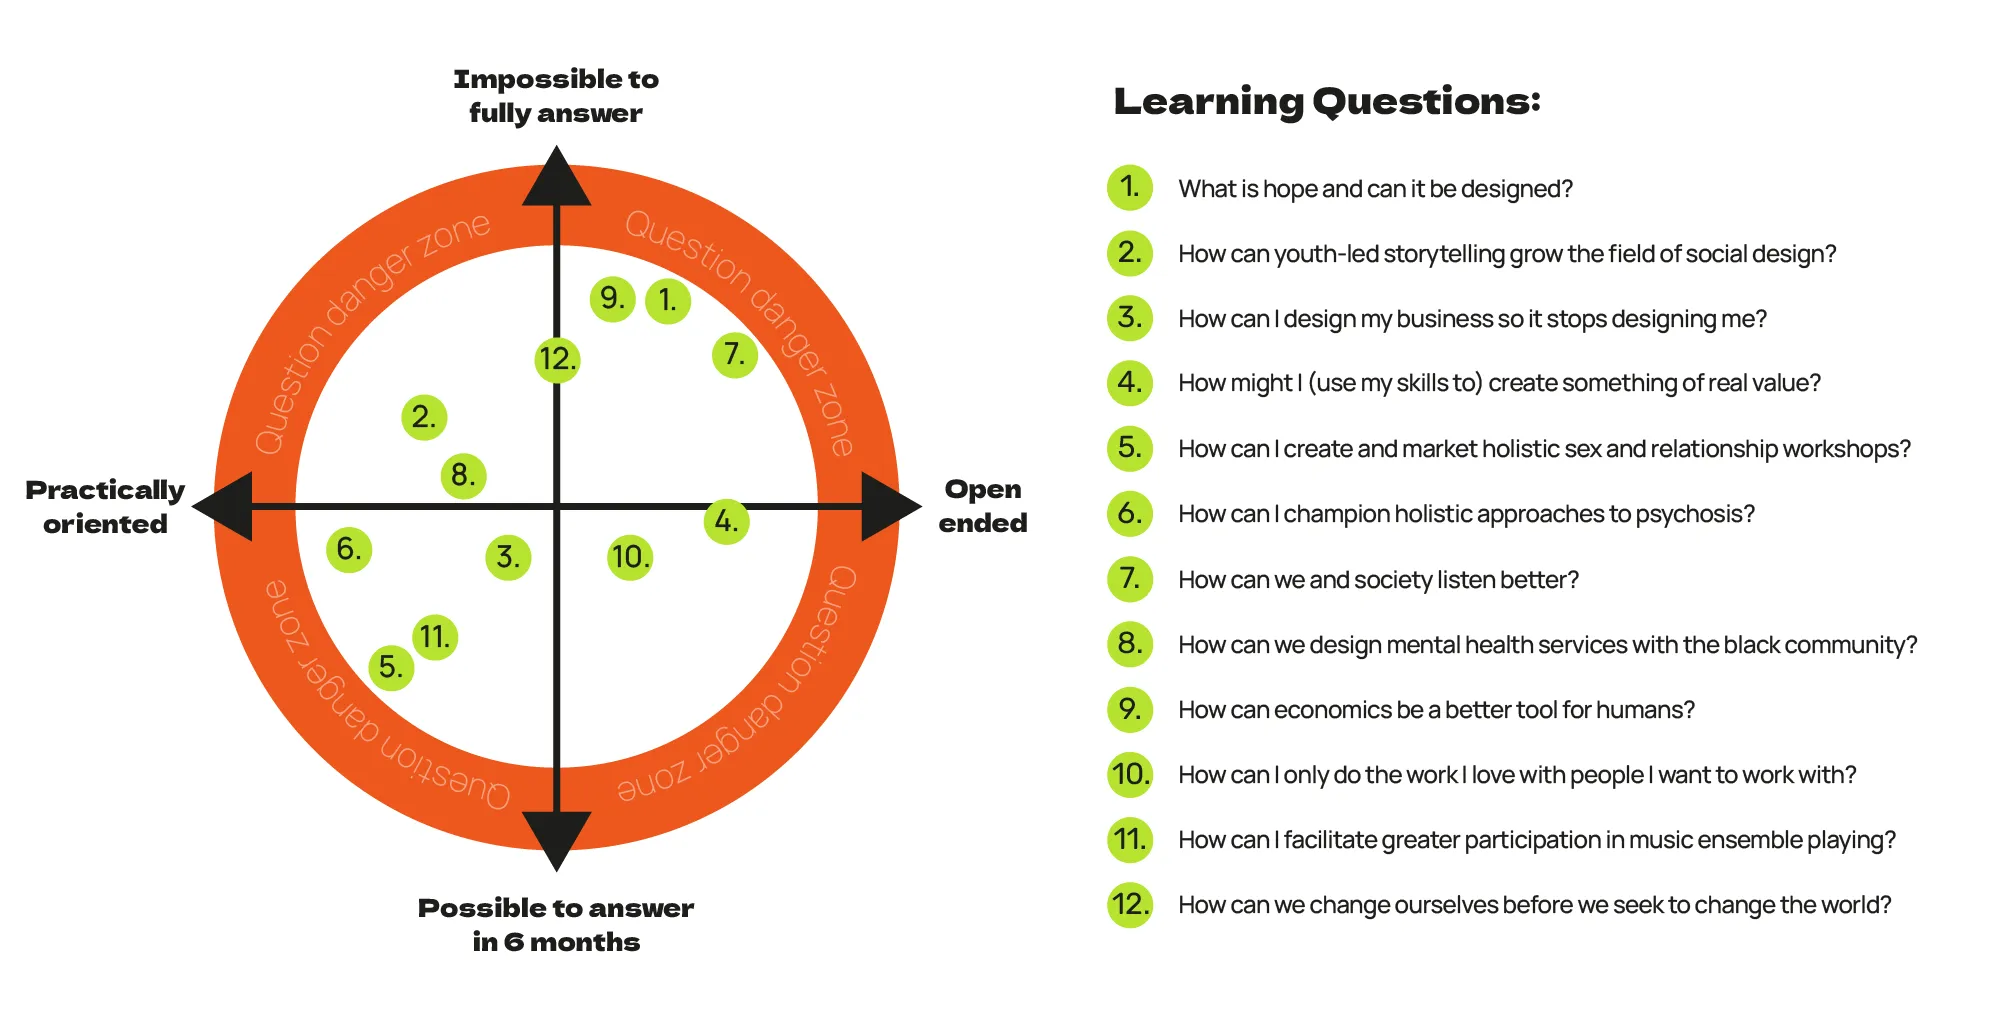 Impossible to
fully answer
Question danger zone
Question danger zone
9.
1.
7.
12.
2.
8.
Practically
oriented
Open
ended
4.
6.
3.
10.
11.
5.
Question danger zone
Question danger zone
Possible to answer
in 6 months
Learning Questions:
1. What is hope and can it be designed?
2. How can youth-led storytelling grow the field of social design?
3. How can I design my business so it stops designing me?
4. How might I (use my skills to) create something of real value?
5. How can I create and market holistic sex and relationship workshops?
6. How can I champion holistic approaches to psychosis?
7. How can we and society listen better?
8. How can we design mental health services with the black community?
9. How can economics be a better tool for humans?
10. How can I only do the work I love with people I want to work with?
11. How can I facilitate greater participation in music ensemble playing?
12. How can we change ourselves before we seek to change the world?